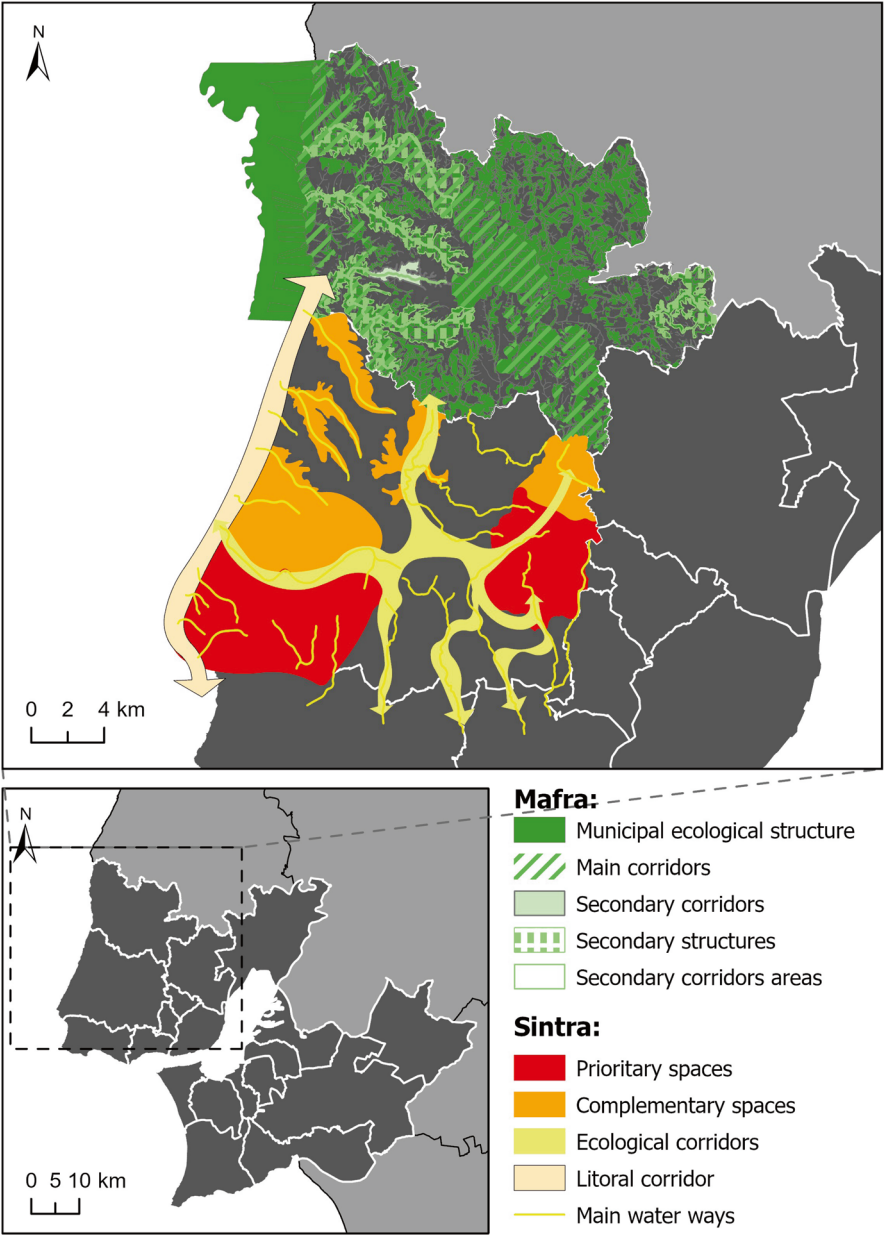 N
0 2 4 km
N
0 5 10 km
Mafra:
Municipal ecological structure
Main corridors
Secondary corridors
Secondary structures
Secondary corridors areas
Sintra:
Prioritary spaces
Complementary spaces
Ecological corridors
Litoral corridor
Main water ways